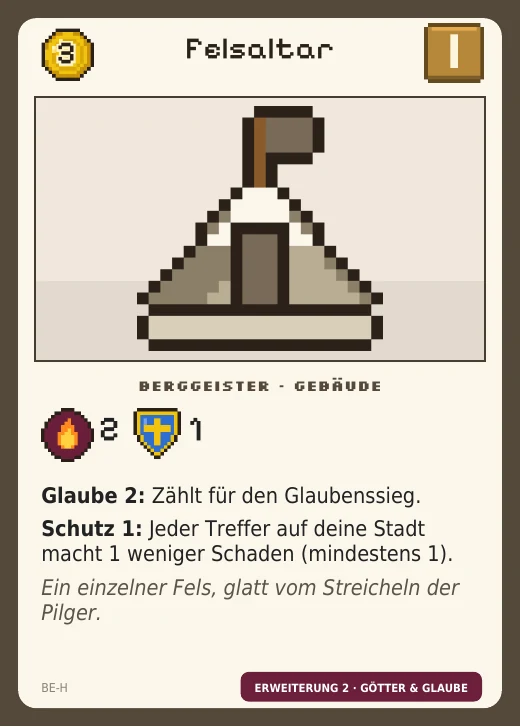 3 Felsaltar I
BERGGEISTER - GEBÄUDE
2 1
Glaube 2: Zählt für den Glaubenssieg.
Schutz 1: Jeder Treffer auf deine Stadt
macht 1 weniger Schaden (mindestens 1).
Ein einzelner Fels, glatt vom Streicheln der
Pilger.
BE-H ERWEITERUNG 2 · GÖTTER & GLAUBE